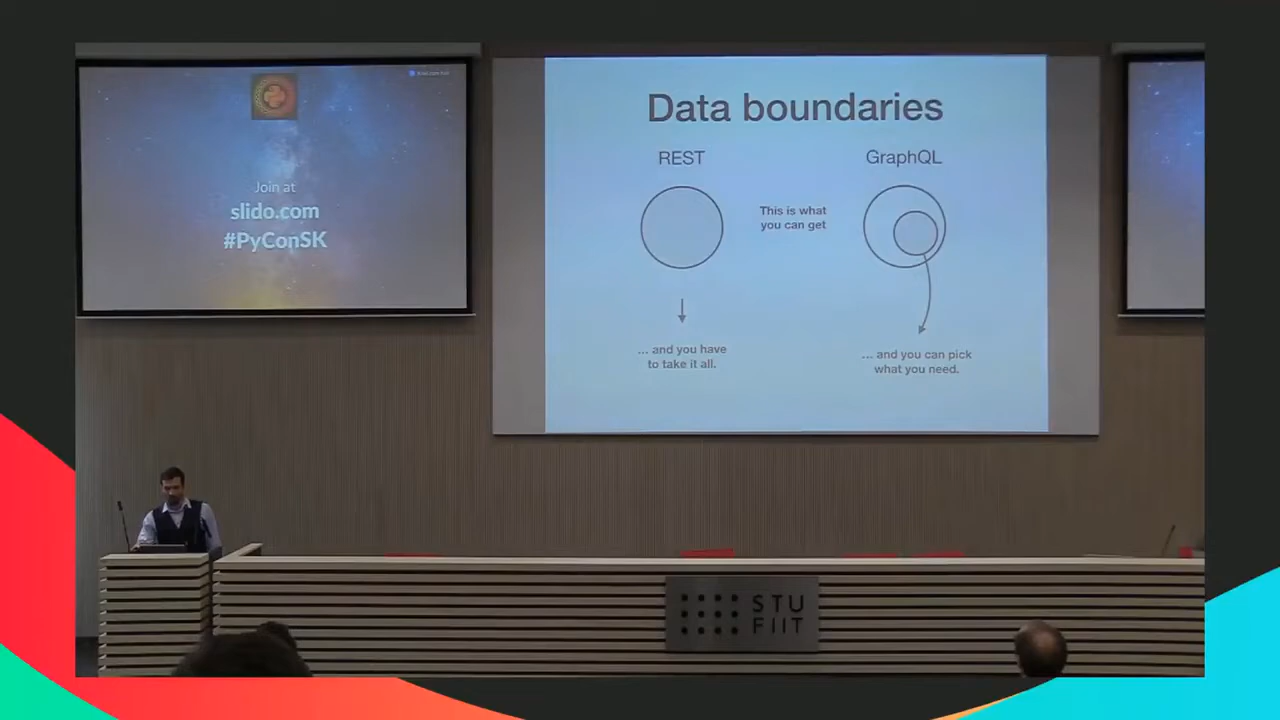 Join at
slido.com
#PyConSK
Data boundaries
REST
GraphQL
This is what
you can get
... and you have
to take it all.
... and you can pick
what you need.
STU
FIIT